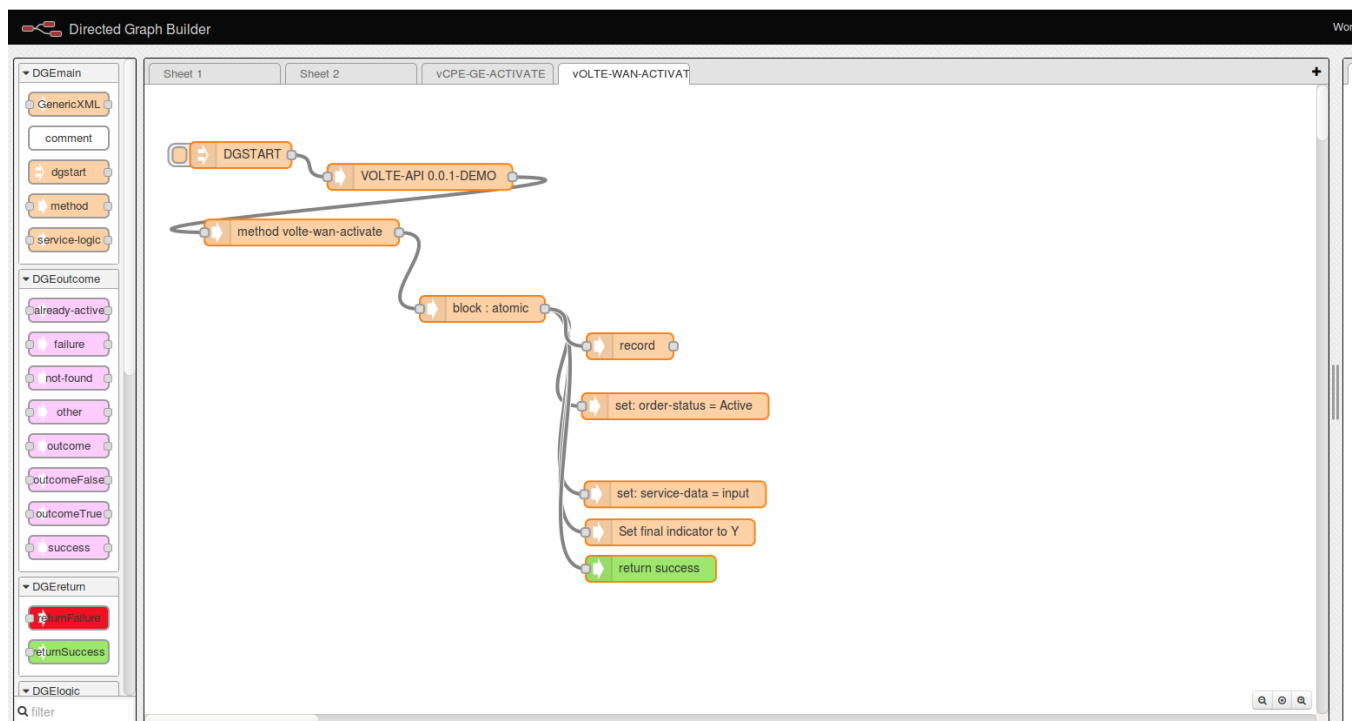 Directed Graph Builder
DGEmain
GenericXML
comment
dgstart
method
service-logic
DGEoutcome
already-active
failure
not-found
other
outcome
outcomeFalse
outcomeTrue
success
DGEreturn
returnFailure
returnSuccess
DGElogic
filter
Sheet 1
Sheet 2
vCPE-GE-ACTIVATE
vOLTE-WAN-ACTIVAT
+
DGSTART
VOLTE-API 0.0.1-DEMO
method volte-wan-activate
block : atomic
record
set: order-status = Active
set: service-data = input
Set final indicator to Y
return success